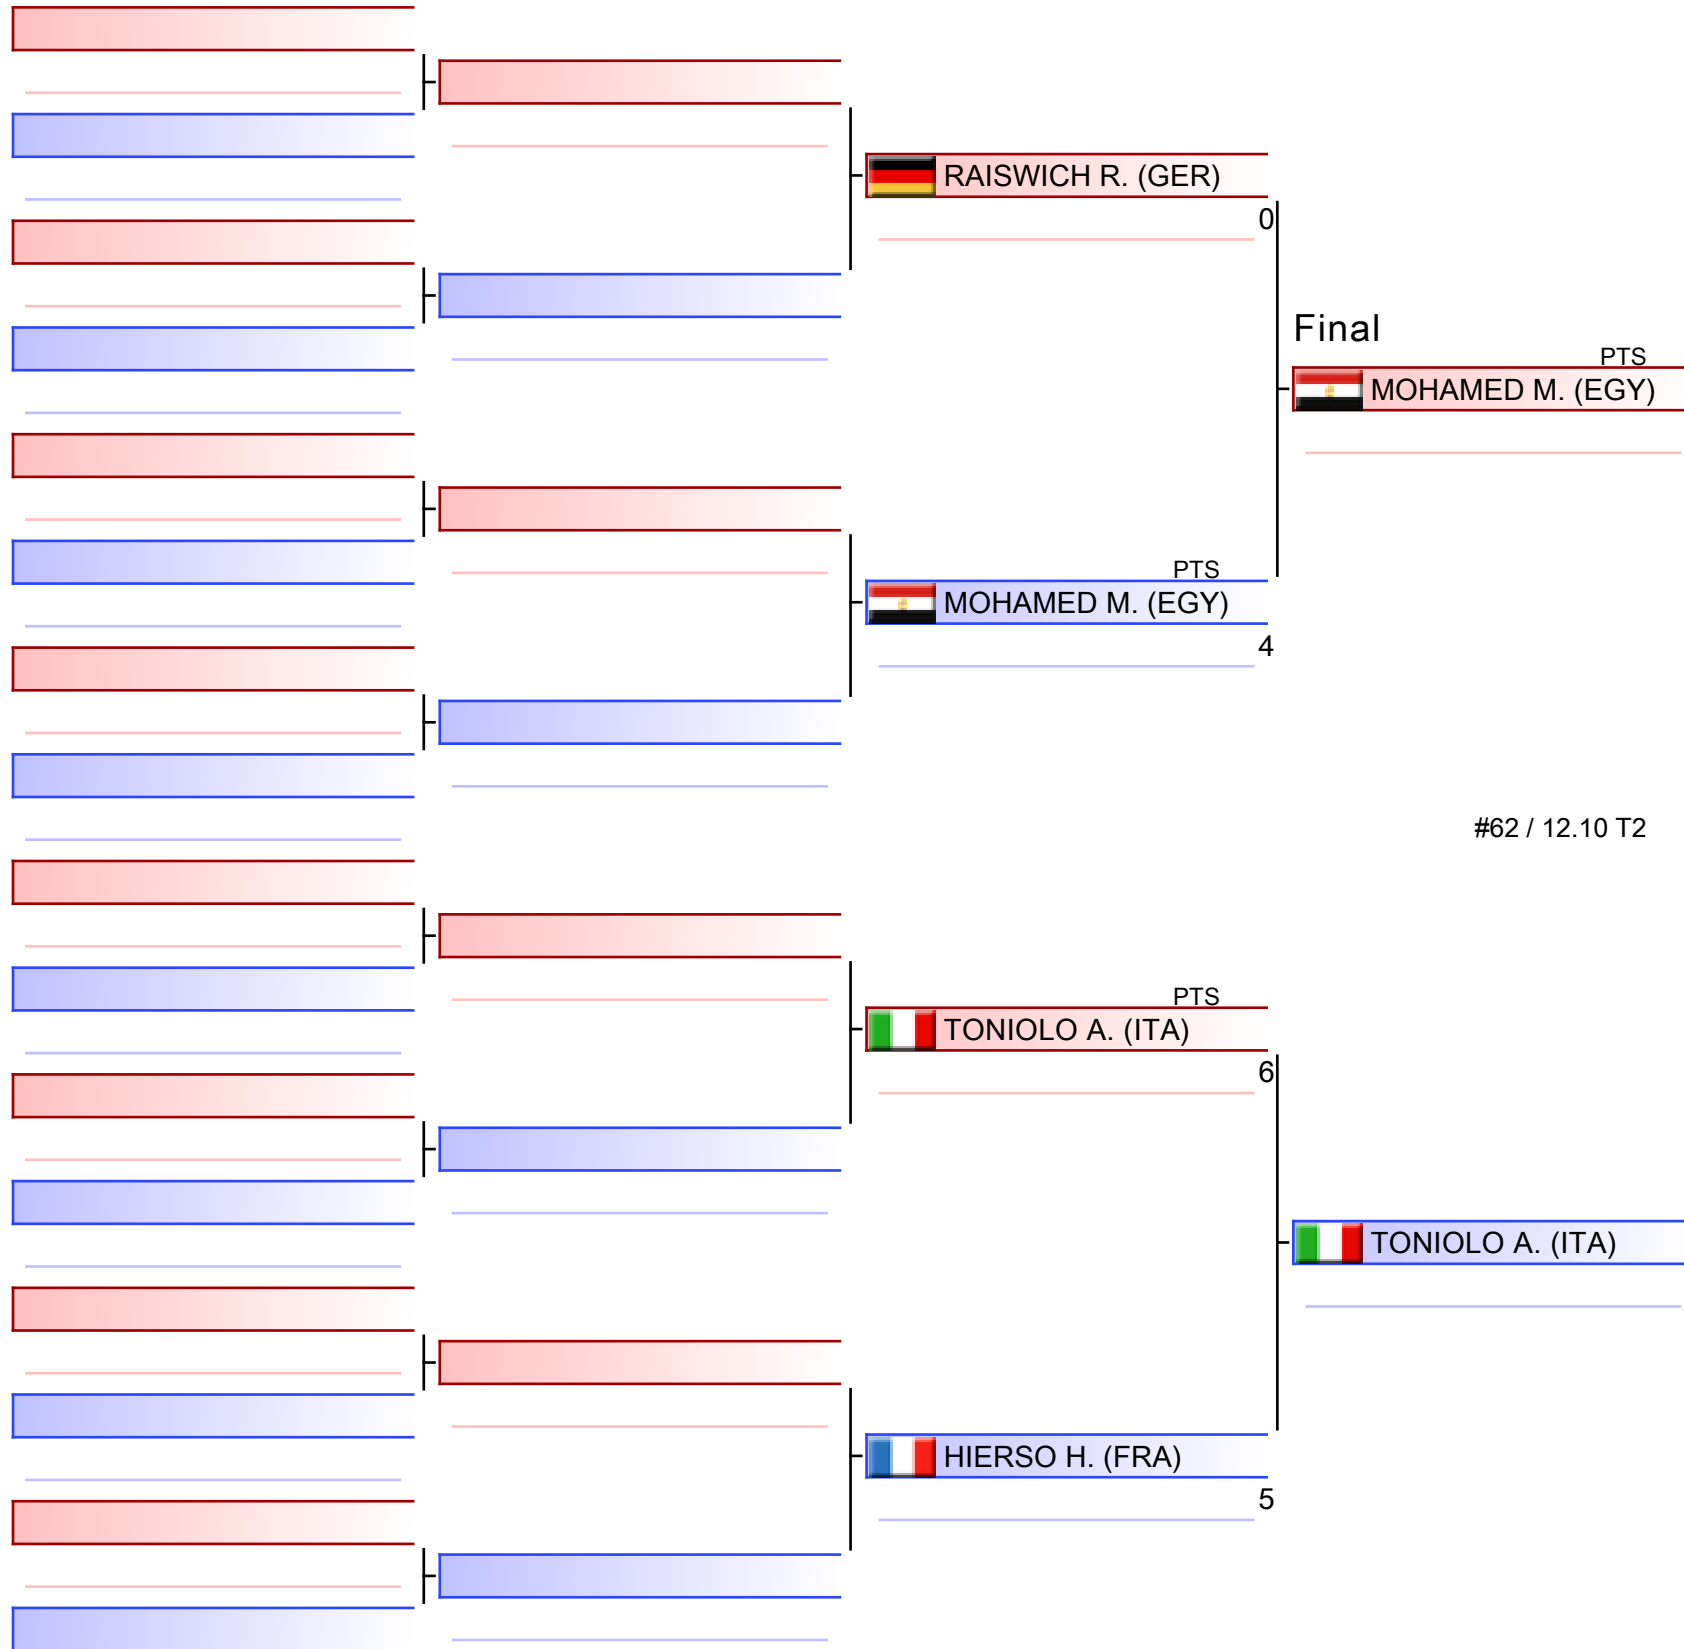 RAISWICH R. (GER)
0
Final
PTS
MOHAMED M. (EGY)
PTS
MOHAMED M. (EGY)
4
#62 / 12.10 T2
PTS
TONIOLO A. (ITA)
6
TONIOLO A. (ITA)
HIERSO H. (FRA)
5